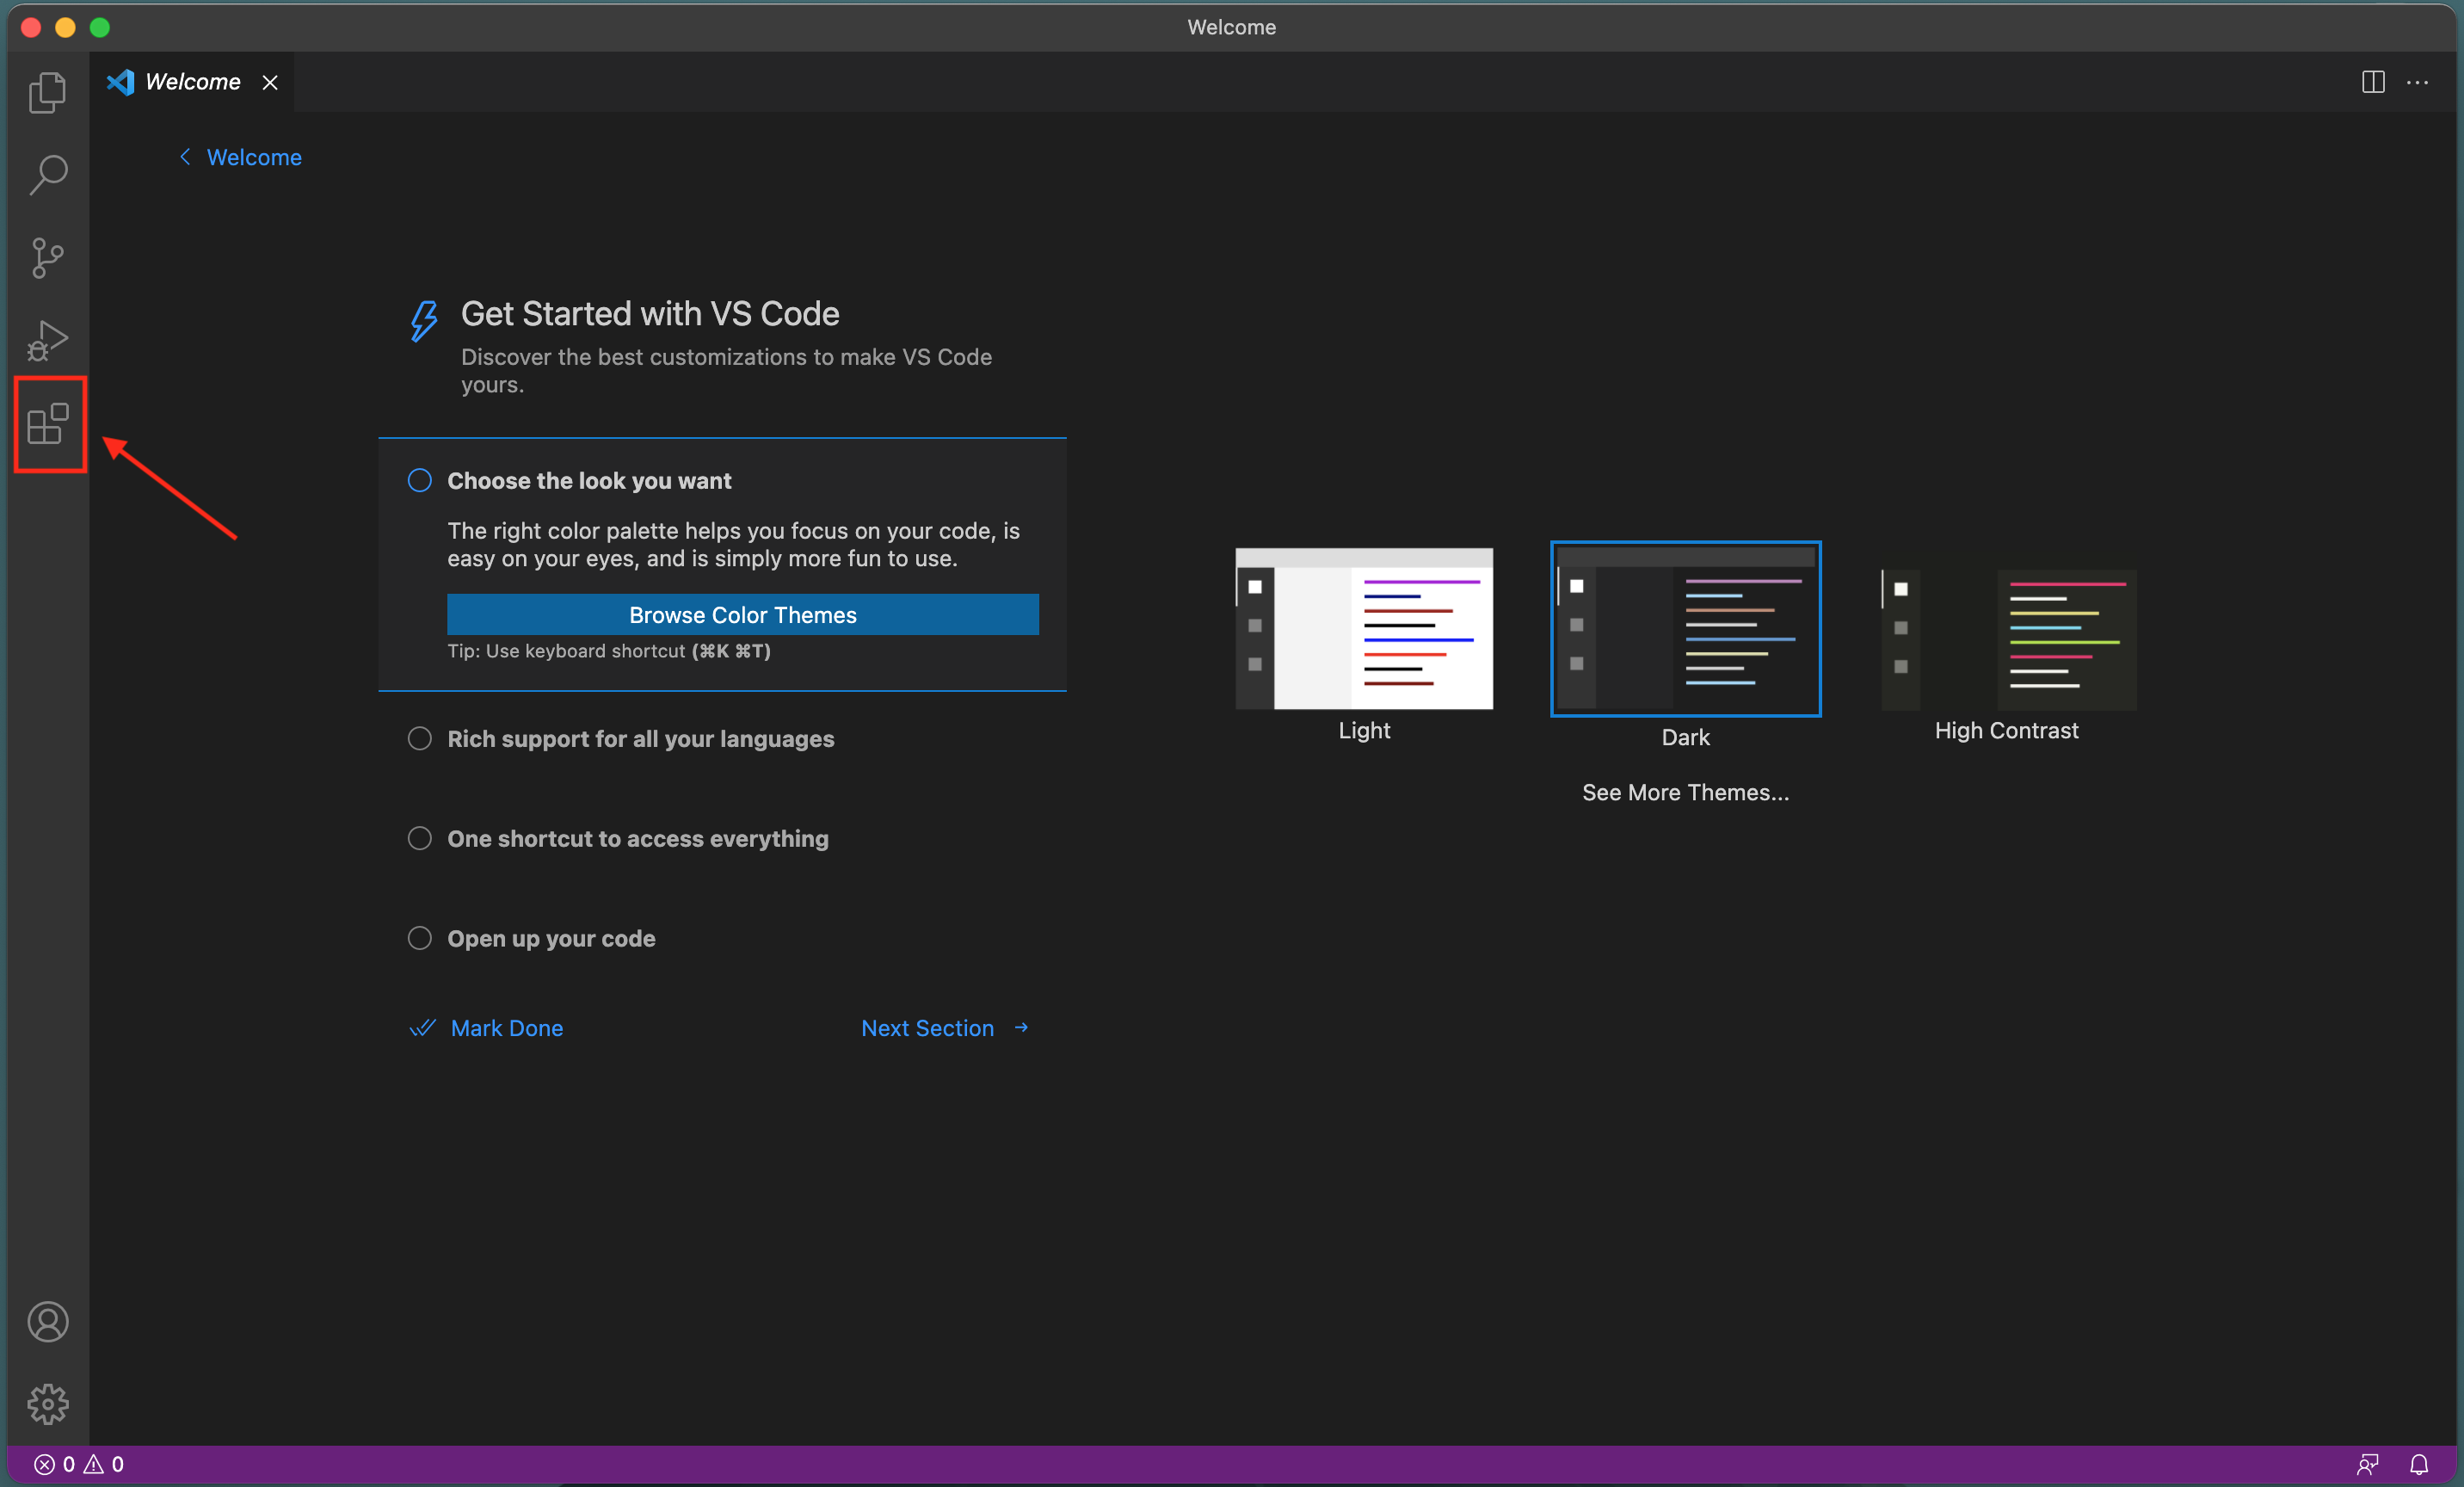 Welcome
Welcome
Welcome
Get Started with VS Code
Discover the best customizations to make VS Code
yours.
Choose the look you want
The right color palette helps you focus on your code, is
easy on your eyes, and is simply more fun to use.
Browse Color Themes
Tip: Use keyboard shortcut (⌘K ⌘T)
Rich support for all your languages
One shortcut to access everything
Open up your code
Mark Done
Next Section
Light
Dark
High Contrast
See More Themes...
0 0